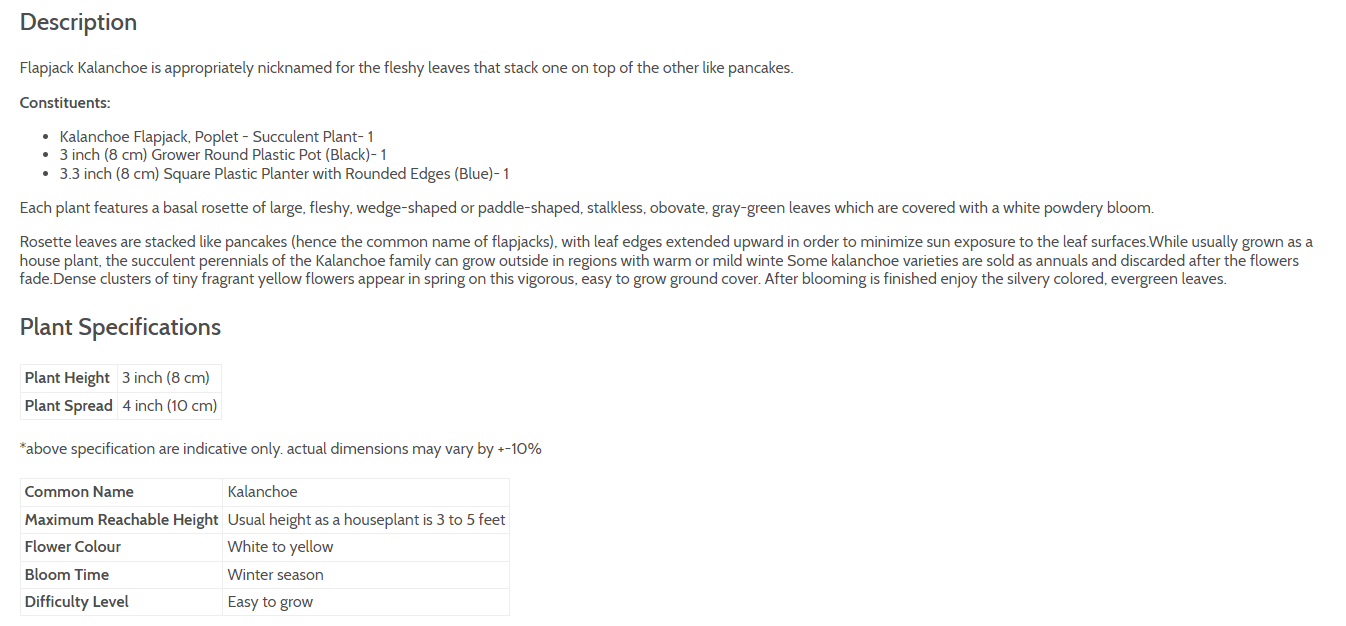 Description
Flapjack Kalanchoe is appropriately nicknamed for the fleshy leaves that stack one on top of the other like pancakes.
Constituents:
• Kalanchoe Flapjack, Poplet - Succulent Plant- 1
• 3 inch (8 cm) Grower Round Plastic Pot (Black)- 1
• 3.3 inch (8 cm) Square Plastic Planter with Rounded Edges (Blue)- 1
Each plant features a basal rosette of large, fleshy, wedge-shaped or paddle-shaped, stalkless, obovate, gray-green leaves which are covered with a white powdery bloom.
Rosette leaves are stacked like pancakes (hence the common name of flapjacks), with leaf edges extended upward in order to minimize sun exposure to the leaf surfaces.While usually grown as a
house plant, the succulent perennials of the Kalanchoe family can grow outside in regions with warm or mild winte Some kalanchoe varieties are sold as annuals and discarded after the flowers
fade.Dense clusters of tiny fragrant yellow flowers appear in spring on this vigorous, easy to grow ground cover. After blooming is finished enjoy the silvery colored, evergreen leaves.
Plant Specifications
Plant Height 3 inch (8 cm)
Plant Spread 4 inch (10 cm)
*above specification are indicative only. actual dimensions may vary by +-10%
Common Name Kalanchoe
Maximum Reachable Height Usual height as a houseplant is 3 to 5 feet
Flower Colour White to yellow
Bloom Time Winter season
Difficulty Level Easy to grow